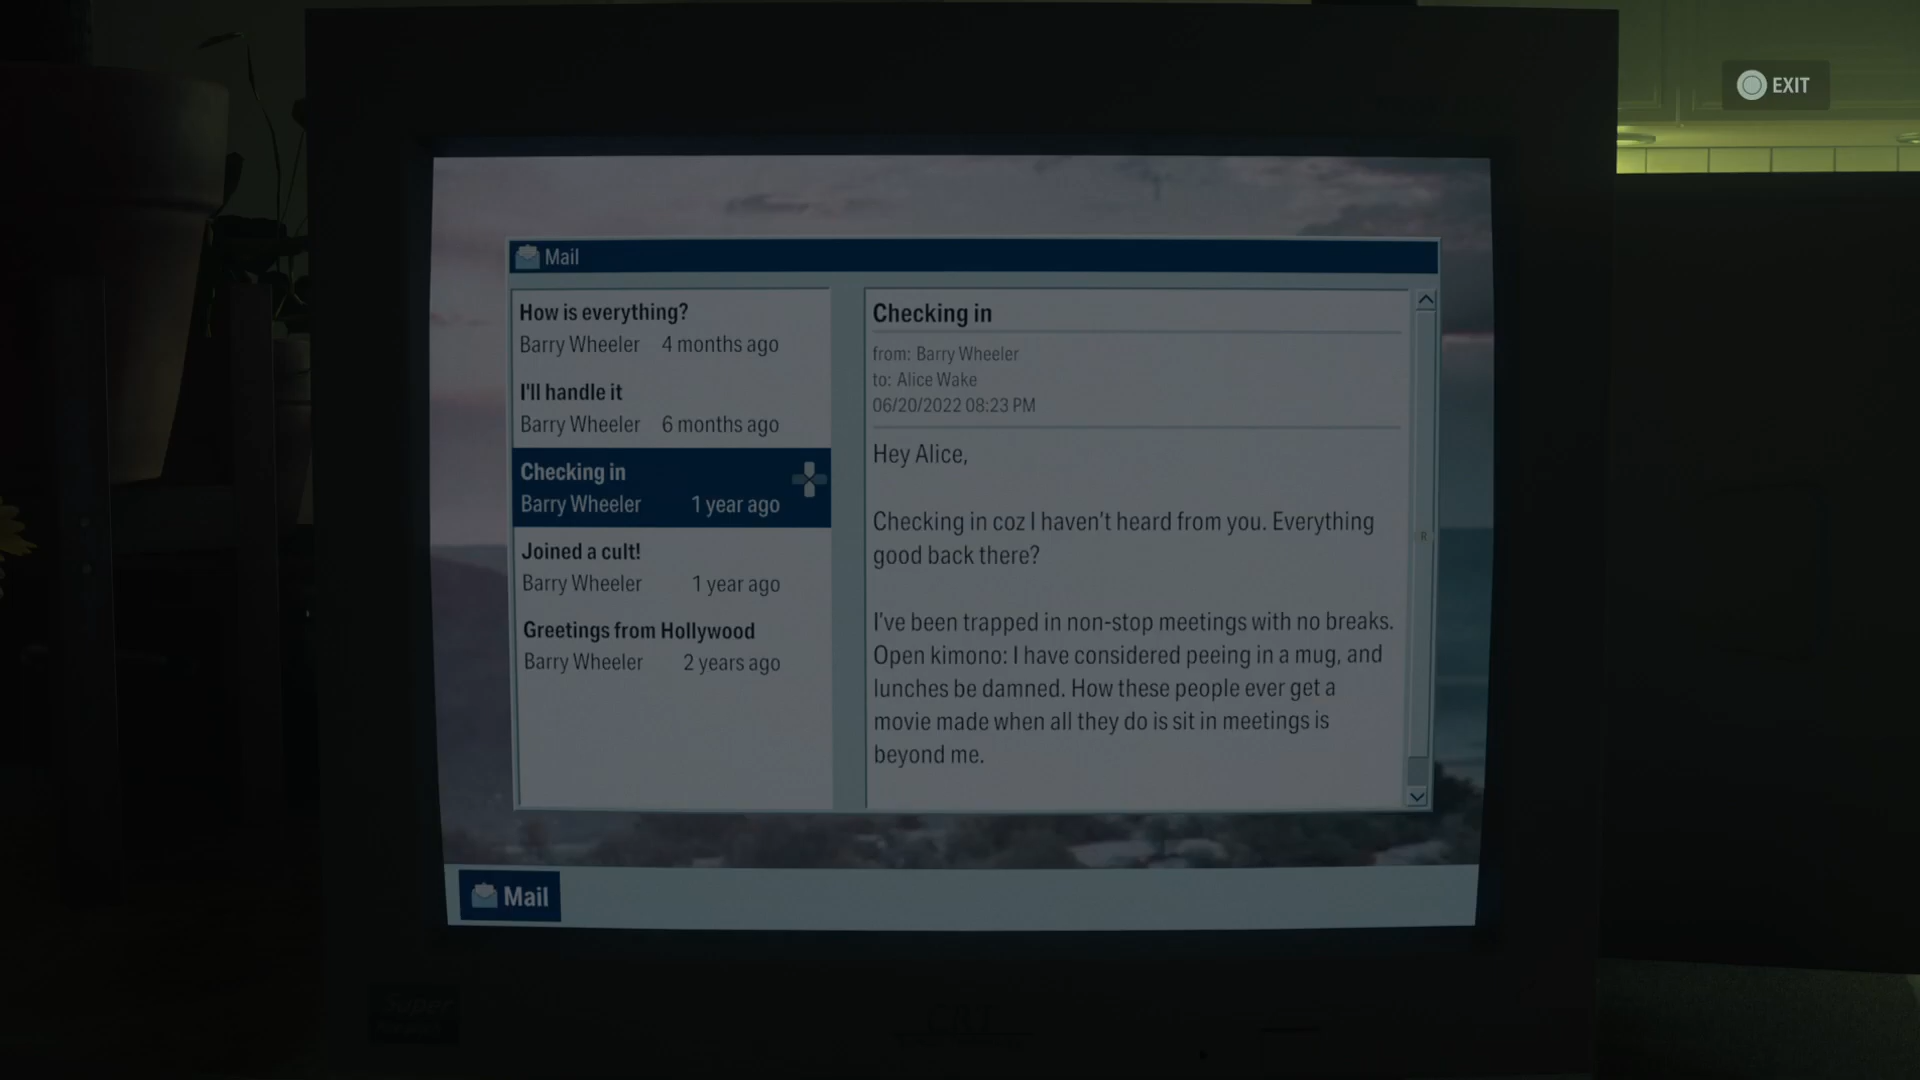 EXIT
Mail
How is everything?
Barry Wheeler 4 months ago
I'll handle it
Barry Wheeler 6 months ago
Checking in
Barry Wheeler 1 year ago
Joined a cult!
Barry Wheeler 1 year ago
Greetings from Hollywood
Barry Wheeler 2 years ago
Checking in
from: Barry Wheeler
to: Alice Wake
06/20/2022 08:23 PM
Hey Alice,
Checking in coz I haven't heard from you. Everything
good back there?
I've been trapped in non-stop meetings with no breaks.
Open kimono: I have considered peeing in a mug, and
lunches be damned. How these people ever get a
movie made when all they do is sit in meetings is
beyond me.
R
Mail
Super
CRT